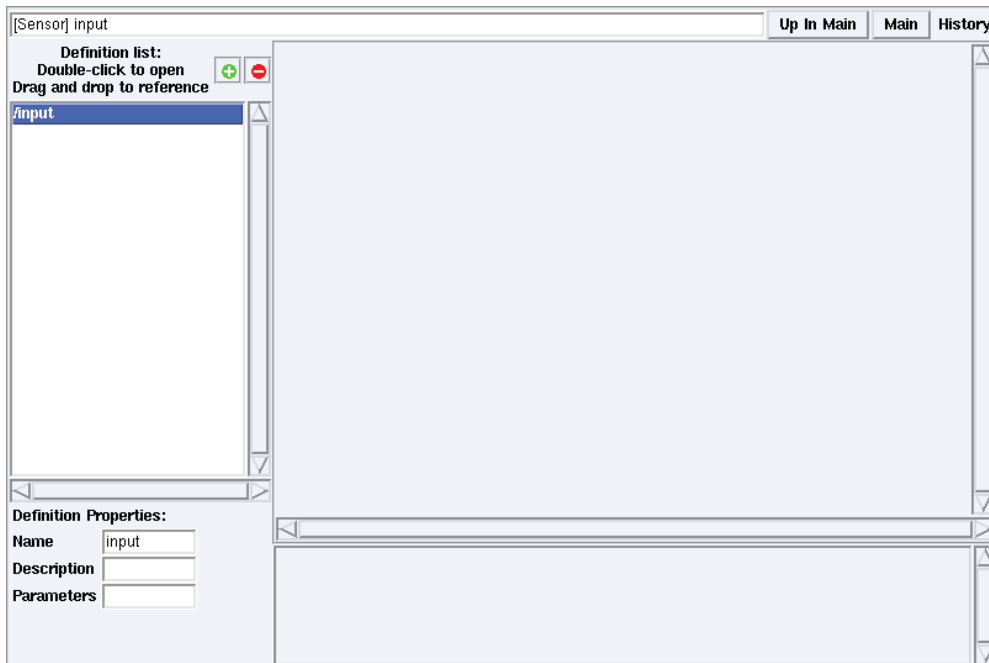 [Sensor] input
Up In Main
Main
History
Definition list:
Double-click to open
Drag and drop to reference
/input
Definition Properties:
Name
input
Description
Parameters